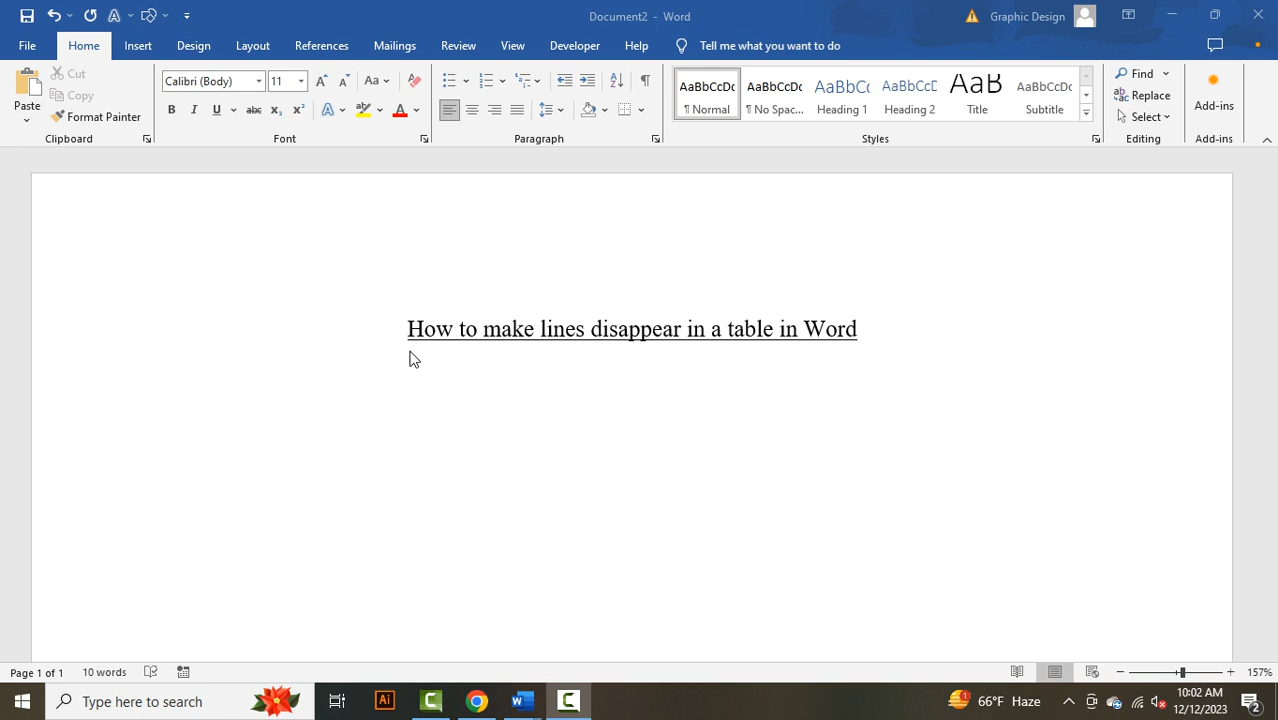 Document2 - Word
Graphic Design
File Home Insert Design Layout References Mailings Review View Developer Help Tell me what you want to do
Paste
Cut
Copy
Format Painter
Clipboard
Calibri (Body) 11
Font
Paragraph
AaBbCcDc AaBbCcDc AaBbCc AaBbCcD AaB AaBbCcDc
¶ Normal ¶ No Spac... Heading 1 Heading 2 Title Subtitle
Styles
Find
Replace
Select
Editing
Add-ins
Add-ins
How to make lines disappear in a table in Word
Page 1 of 1 10 words 157%
Type here to search
66°F Haze
10:02 AM
12/12/2023